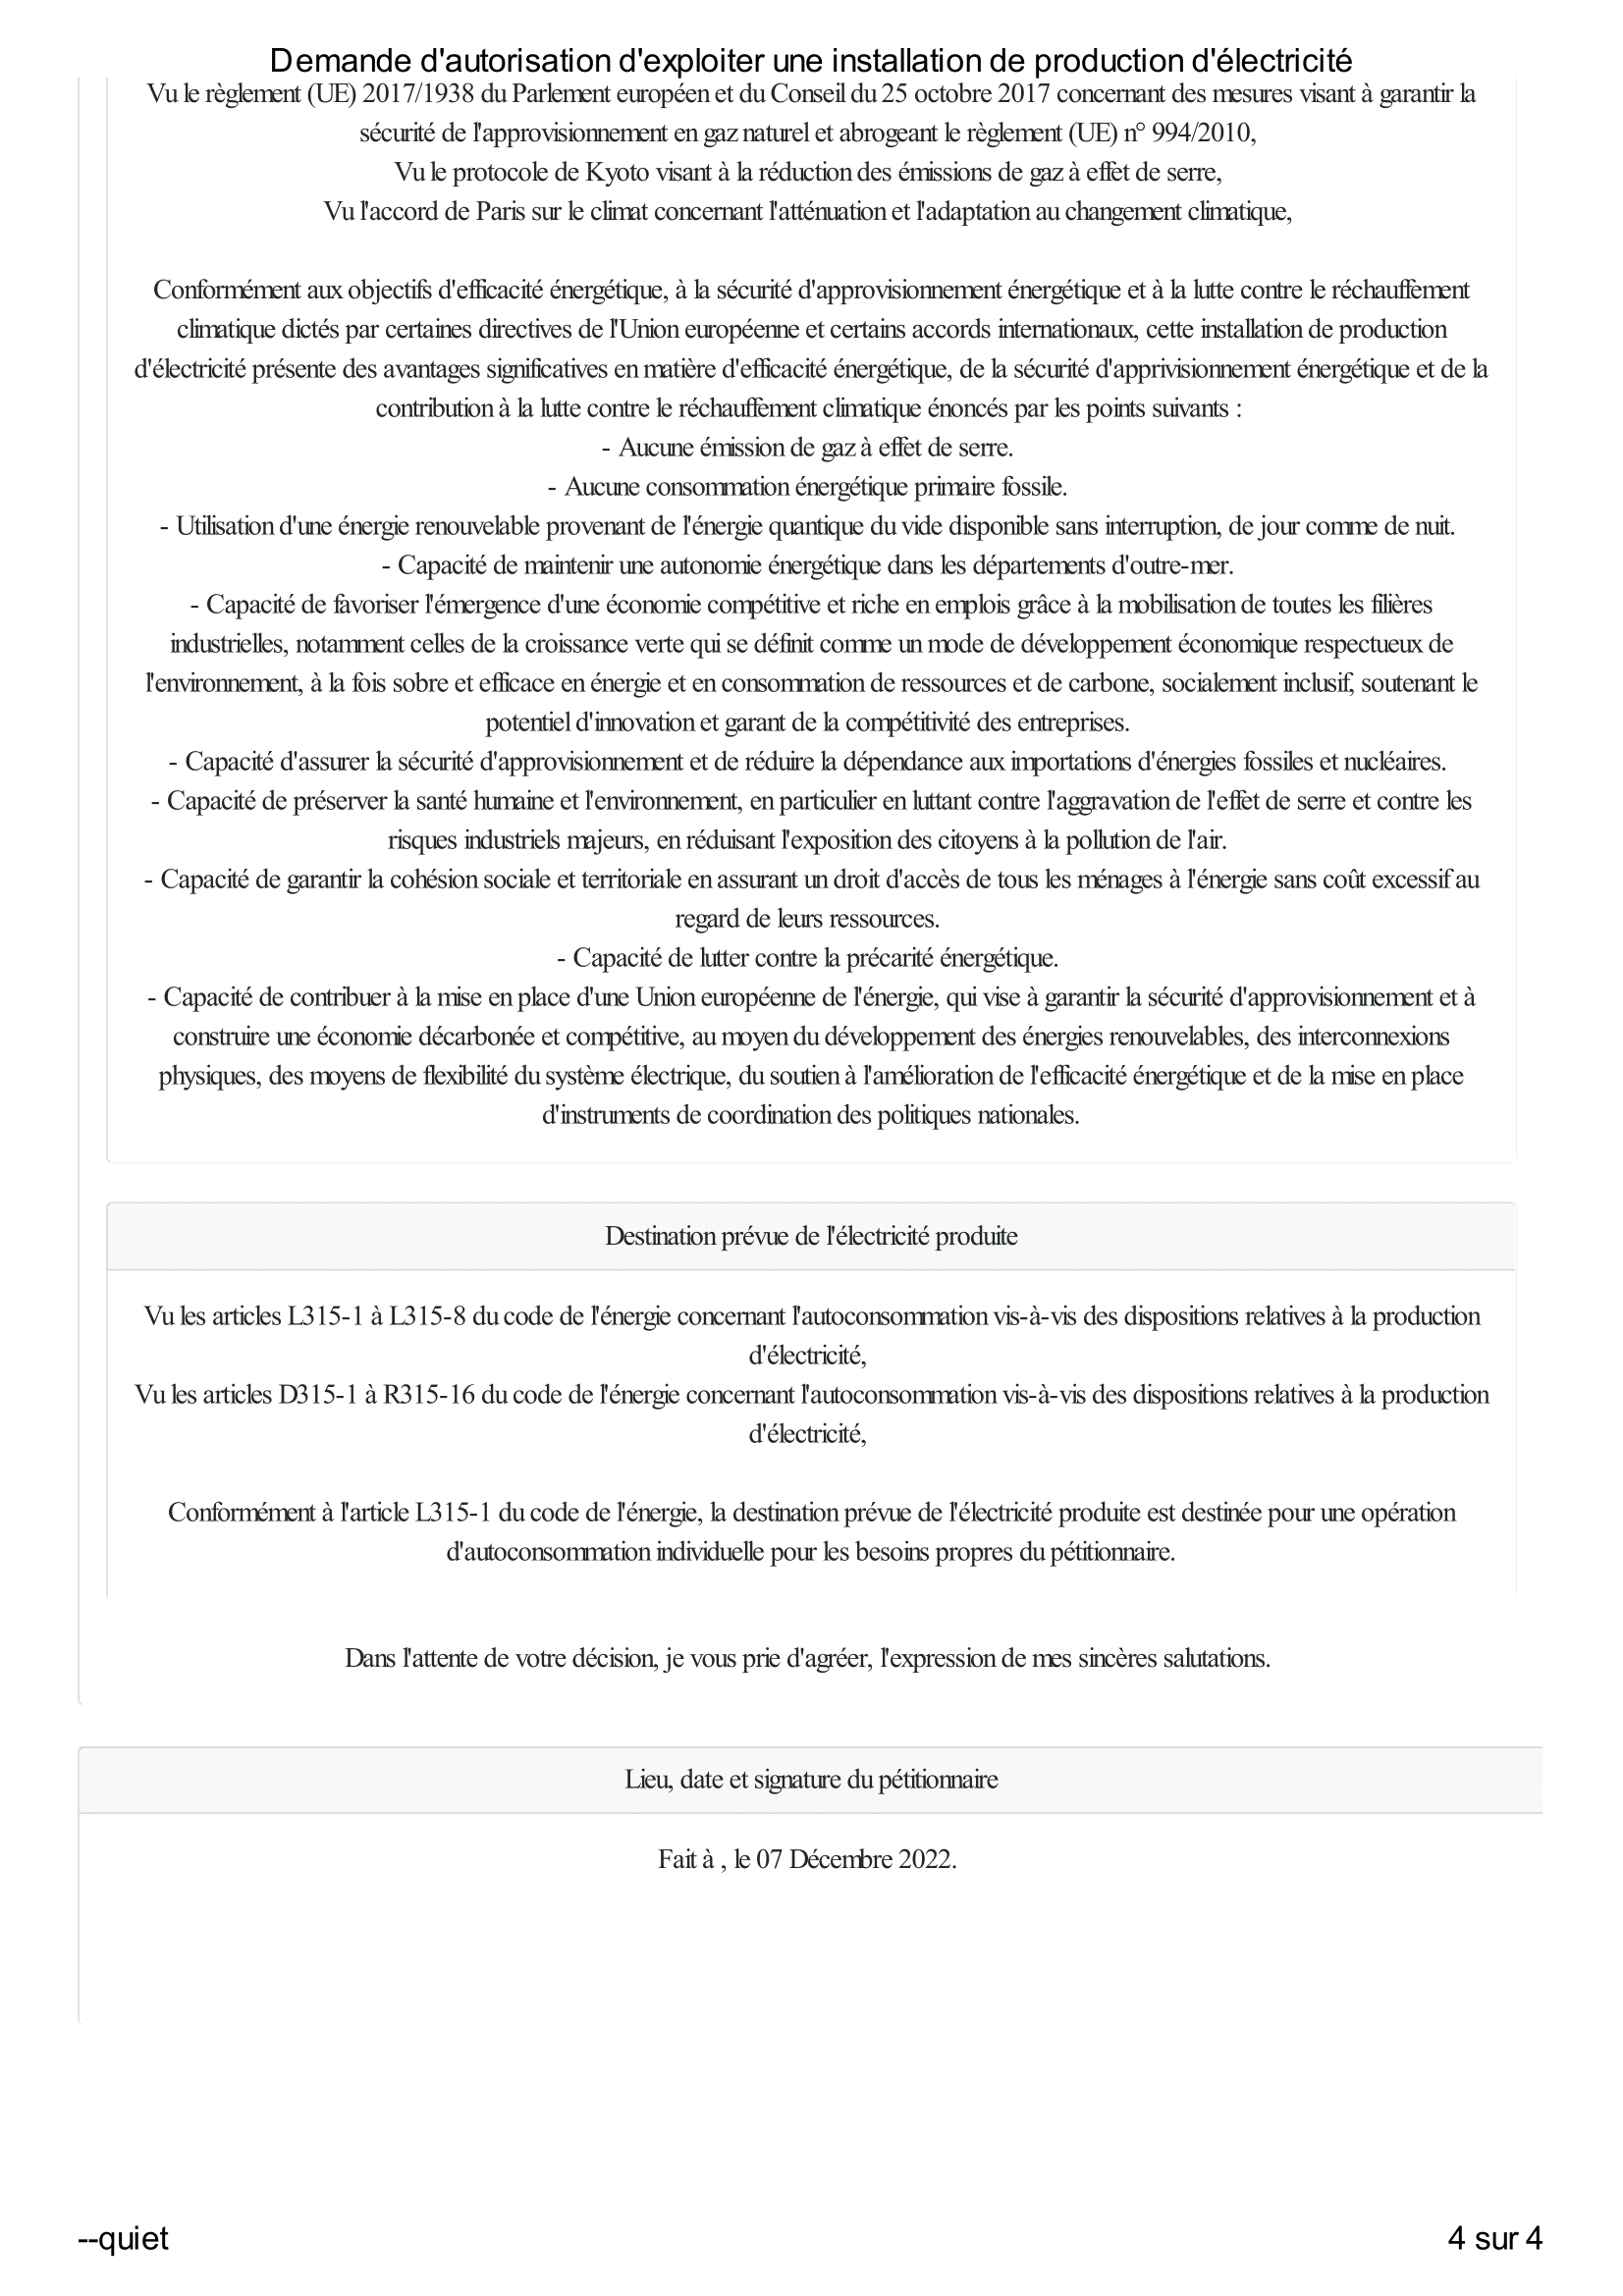 Demande d'autorisation d'exploiter une installation de production d'électricité
Vu le règlement (UE) 2017/1938 du Parlement européen et du Conseil du 25 octobre 2017 concernant des mesures visant à garantir la
sécurité de l'approvisionnement en gaz naturel et abrogeant le règlement (UE) n° 994/2010,
Vu le protocole de Kyoto visant à la réduction des émissions de gaz à effet de serre,
Vu l'accord de Paris sur le climat concernant l'atténuation et l'adaptation au changement climatique,
Conformément aux objectifs d'efficacité énergétique, à la sécurité d'approvisionnement énergétique et à la lutte contre le réchauffement
climatique dictés par certaines directives de l'Union européenne et certains accords internationaux, cette installation de production
d'électricité présente des avantages significatives en matière d'efficacité énergétique, de la sécurité d'apprivisionnement énergétique et de la
contribution à la lutte contre le réchauffement climatique énoncés par les points suivants :
- Aucune émission de gaz à effet de serre.
- Aucune consommation énergétique primaire fossile.
- Utilisation d'une énergie renouvelable provenant de l'énergie quantique du vide disponible sans interruption, de jour comme de nuit.
- Capacité de maintenir une autonomie énergétique dans les départements d'outre-mer.
- Capacité de favoriser l'émergence d'une économie compétitive et riche en emplois grâce à la mobilisation de toutes les filières
industrielles, notamment celles de la croissance verte qui se définit comme un mode de développement économique respectueux de
l'environnement, à la fois sobre et efficace en énergie et en consommation de ressources et de carbone, socialement inclusif, soutenant le
potentiel d'innovation et garant de la compétitivité des entreprises.
- Capacité d'assurer la sécurité d'approvisionnement et de réduire la dépendance aux importations d'énergies fossiles et nucléaires.
- Capacité de préserver la santé humaine et l'environnement, en particulier en luttant contre l'aggravation de l'effet de serre et contre les
risques industriels majeurs, en réduisant l'exposition des citoyens à la pollution de l'air.
- Capacité de garantir la cohésion sociale et territoriale en assurant un droit d'accès de tous les ménages à l'énergie sans coût excessif au
regard de leurs ressources.
- Capacité de lutter contre la précarité énergétique.
- Capacité de contribuer à la mise en place d'une Union européenne de l'énergie, qui vise à garantir la sécurité d'approvisionnement et à
construire une économie décarbonée et compétitive, au moyen du développement des énergies renouvelables, des interconnexions
physiques, des moyens de flexibilité du système électrique, du soutien à l'amélioration de l'efficacité énergétique et de la mise en place
d'instruments de coordination des politiques nationales.
Destination prévue de l'électricité produite
Vu les articles L315-1 à L315-8 du code de l'énergie concernant l'autoconsommation vis-à-vis des dispositions relatives à la production
d'électricité,
Vu les articles D315-1 à R315-16 du code de l'énergie concernant l'autoconsommation vis-à-vis des dispositions relatives à la production
d'électricité,
Conformément à l'article L315-1 du code de l'énergie, la destination prévue de l'électricité produite est destinée pour une opération
d'autoconsommation individuelle pour les besoins propres du pétitionnaire.
Dans l'attente de votre décision, je vous prie d'agréer, l'expression de mes sincères salutations.
Lieu, date et signature du pétitionnaire
Fait à , le 07 Décembre 2022.
--quiet
4 sur 4